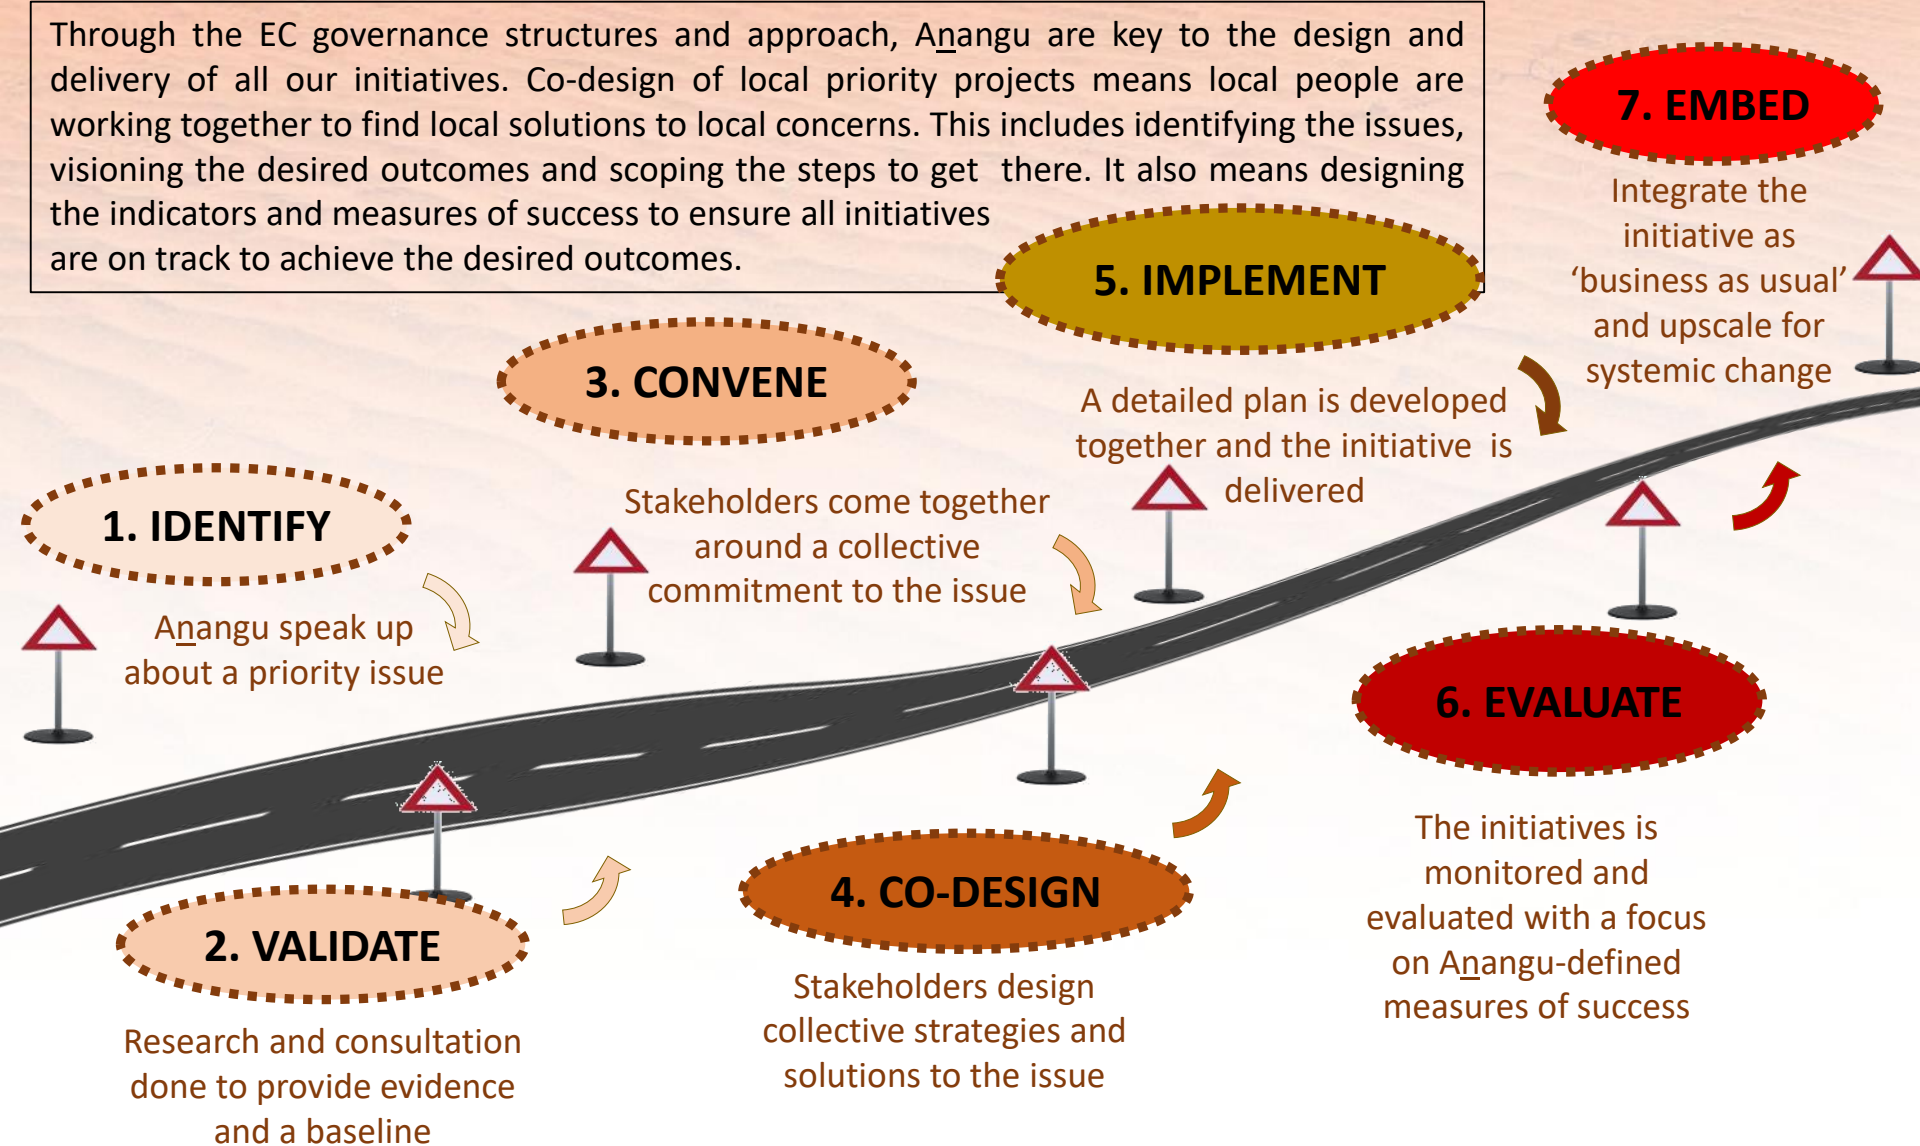 Through the EC governance structures and approach, Aṉangu are key to the design and
delivery of all our initiatives. Co-design of local priority projects means local people are
working together to find local solutions to local concerns. This includes identifying the issues,
visioning the desired outcomes and scoping the steps to get there. It also means designing
the indicators and measures of success to ensure all initiatives
are on track to achieve the desired outcomes.
1. IDENTIFY
Aṉangu speak up
about a priority issue
2. VALIDATE
Research and consultation
done to provide evidence
and a baseline
3. CONVENE
Stakeholders come together
around a collective
commitment to the issue
4. CO-DESIGN
Stakeholders design
collective strategies and
solutions to the issue
5. IMPLEMENT
A detailed plan is developed
together and the initiative is
delivered
6. EVALUATE
The initiatives is
monitored and
evaluated with a focus
on Aṉangu-defined
measures of success
7. EMBED
Integrate the
initiative as
‘business as usual’
and upscale for
systemic change